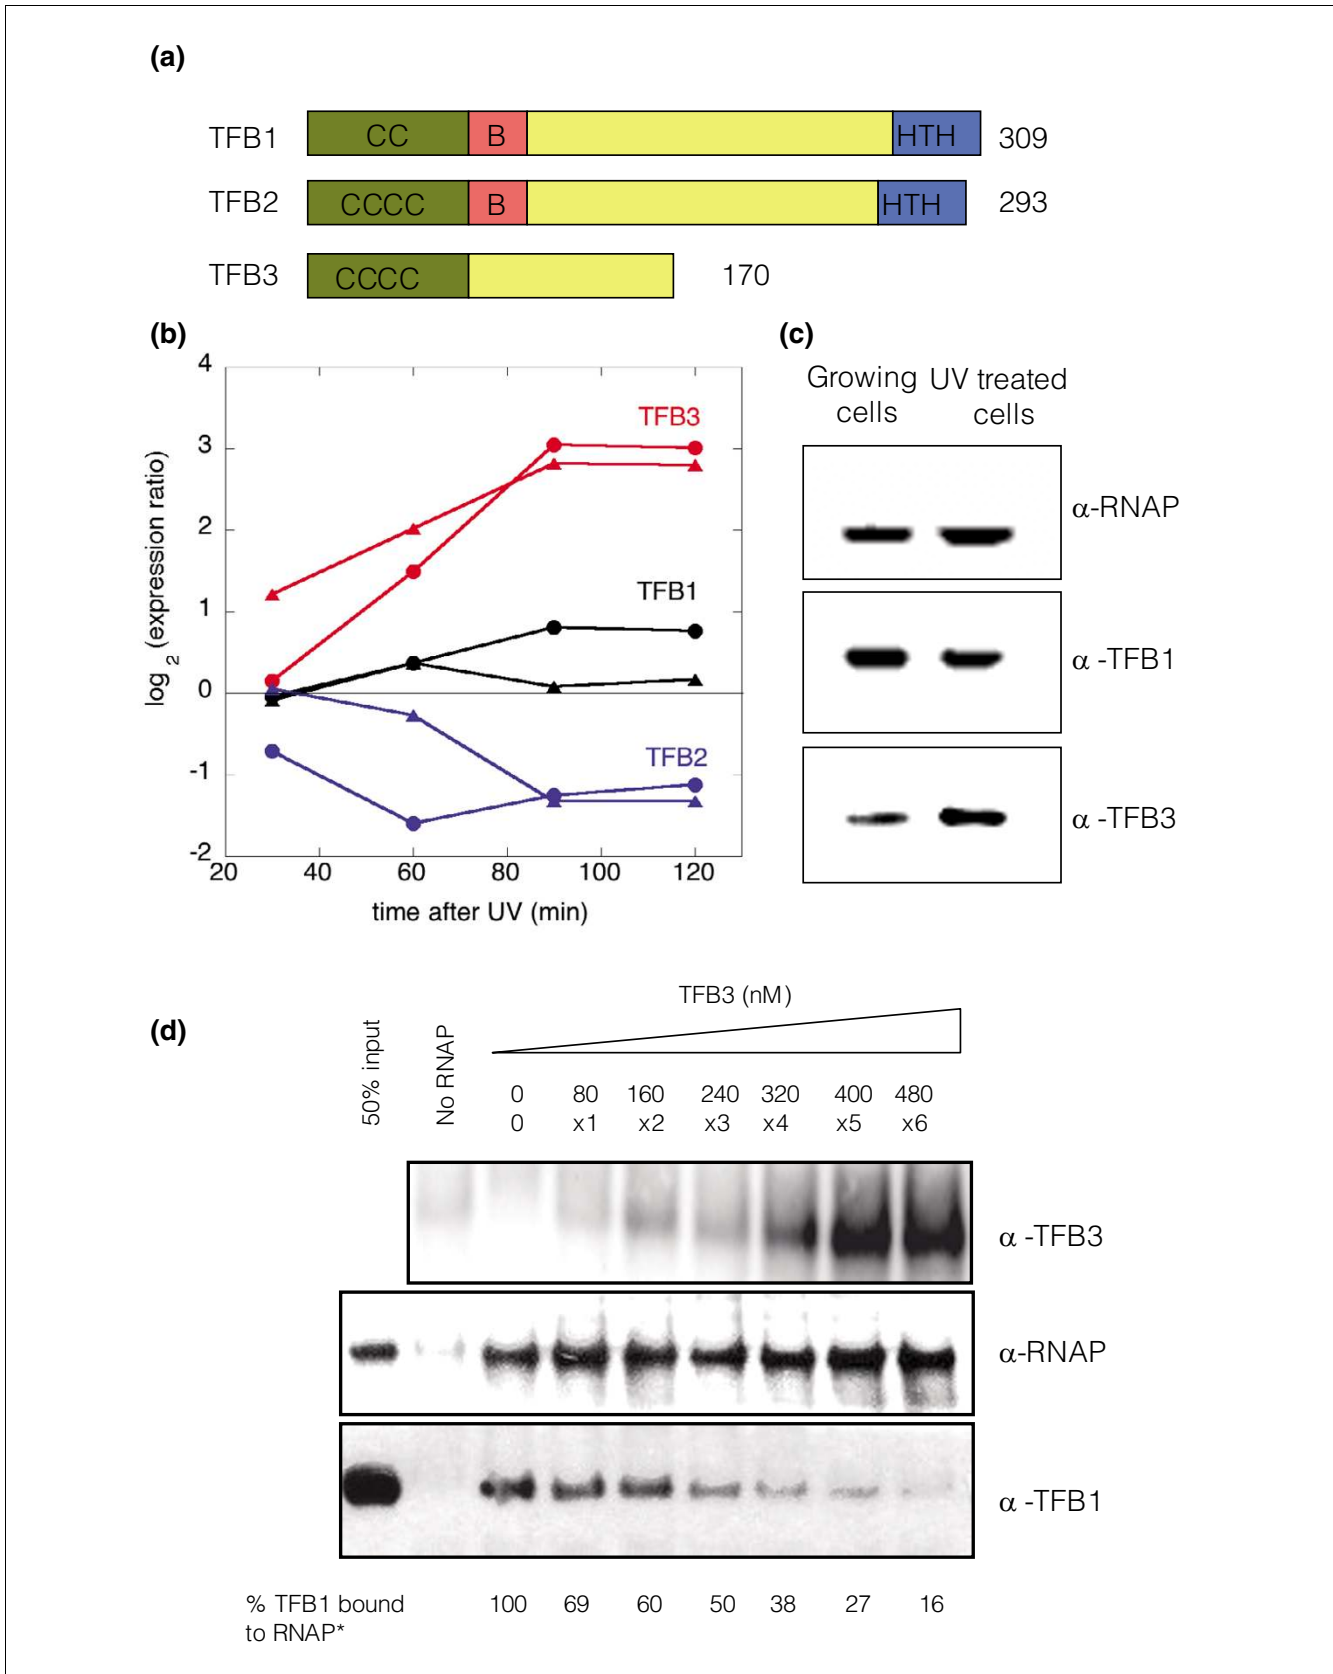 (a)
TFB1 CC B HTH 309
TFB2 CCCC B HTH 293
TFB3 CCCC 170
(b)
4
3
2
1
0
-1
-2
log 2 (expression ratio)
TFB3
TFB1
TFB2
20 40 60 80 100 120
time after UV (min)
(c)
Growing UV treated
cells cells
α-RNAP
α -TFB1
α -TFB3
(d)
TFB3 (nM)
50% input
No RNAP
0 80 160 240 320 400 480
0 x1 x2 x3 x4 x5 x6
α -TFB3
α-RNAP
α -TFB1
% TFB1 bound 100 69 60 50 38 27 16
to RNAP*